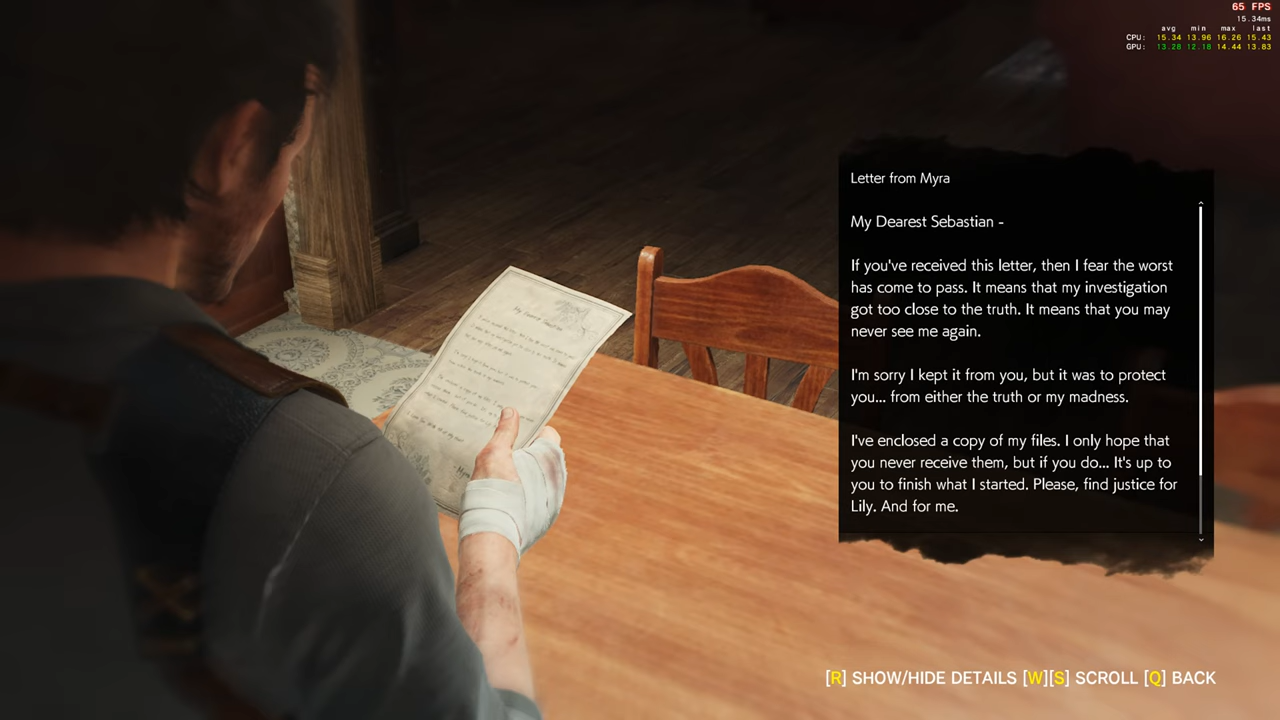 65 FPS
15.34ms
avg min max last
CPU: 15.34 13.96 16.26 15.43
GPU: 13.28 12.18 14.44 13.83
Letter from Myra
My Dearest Sebastian -
If you've received this letter, then I fear the worst
has come to pass. It means that my investigation
got too close to the truth. It means that you may
never see me again.
I'm sorry I kept it from you, but it was to protect
you... from either the truth or my madness.
I've enclosed a copy of my files. I only hope that
you never receive them, but if you do... It's up to
you to finish what I started. Please, find justice for
Lily. And for me.
[R] SHOW/HIDE DETAILS [W][S] SCROLL [Q] BACK